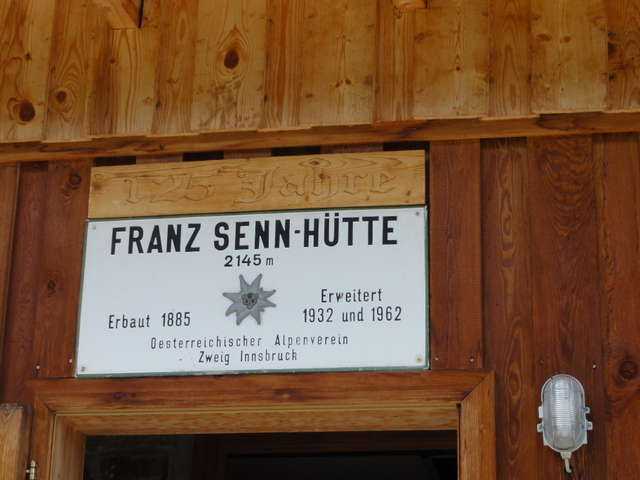 125 Jahre
FRANZ SENN-HÜTTE
2145 m
Erbaut 1885
Erweitert
1932 und 1962
Oesterreichischer Alpenverein
Zweig Innsbruck